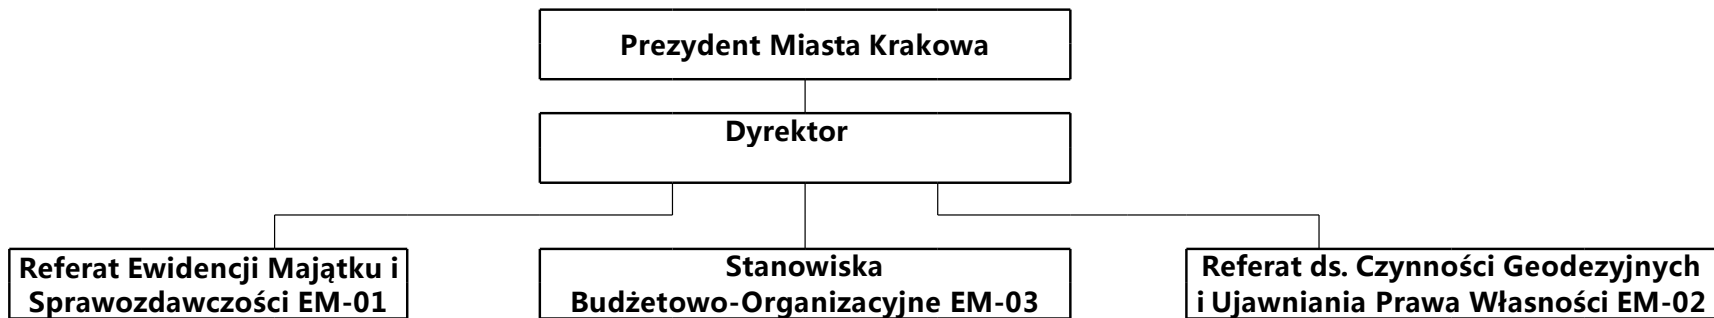 Prezydent Miasta Krakowa
Dyrektor
Referat Ewidencji Majątku i
Sprawozdawczości EM-01
Stanowiska
Budżetowo-Organizacyjne EM-03
Referat ds. Czynności Geodezyjnych
i Ujawniania Prawa Własności EM-02